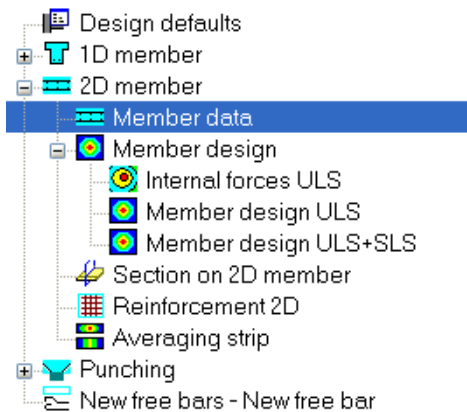 Design defaults
1D member
2D member
Member data
Member design
Internal forces ULS
Member design ULS
Member design ULS+SLS
Section on 2D member
Reinforcement 2D
Averaging strip
Punching
New free bars - New free bar